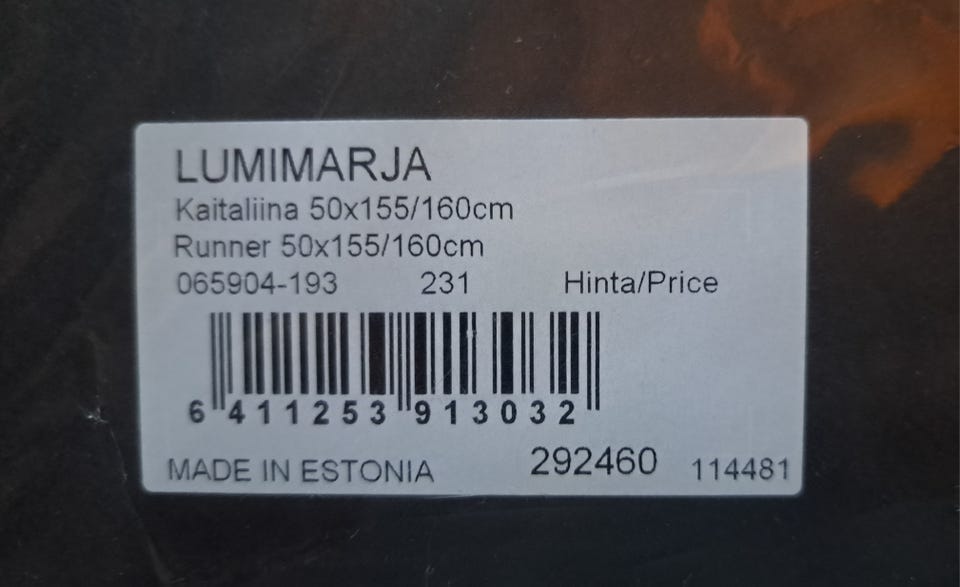 LUMIMARJA
Kaitaliina 50x155/160cm
Runner 50x155/160cm
065904-193 231 Hinta/Price
6 411253 913032
MADE IN ESTONIA 292460 114481